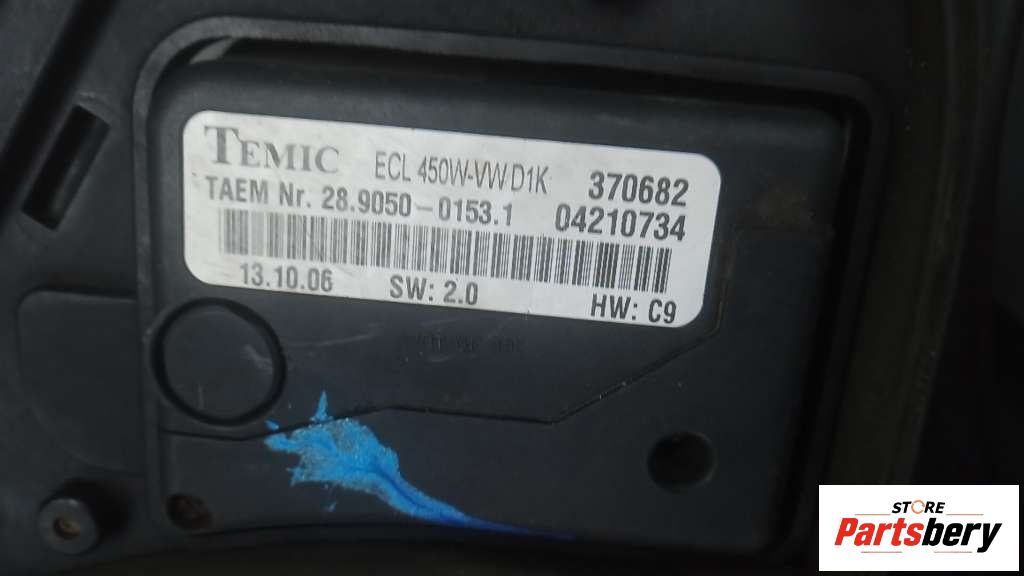 TEMIC ECL 450W-VW D1K 370682
TAEM Nr. 28.9050-0153.1 04210734
13.10.06 SW: 2.0 HW: C9
STORE
Partsbery